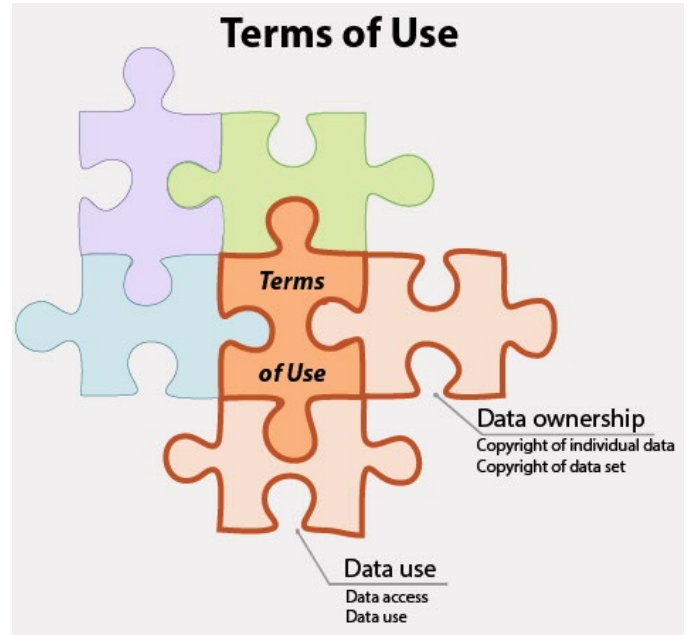 Terms of Use
Terms
of Use
Data ownership
Copyright of individual data
Copyright of data set
Data use
Data access
Data use